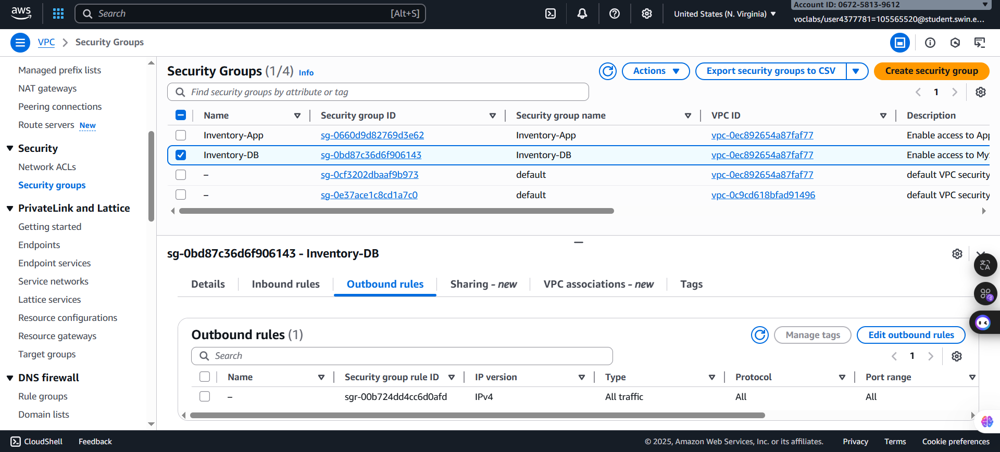 aws
Search
[Alt+S]
United States (N. Virginia)
Account ID: 0672-5813-9612
voclabs/user4377781=105565520@student.swin.e...
VPC
Security Groups
Managed prefix lists
NAT gateways
Peering connections
Route servers New
Security
Network ACLs
Security groups
PrivateLink and Lattice
Getting started
Endpoints
Endpoint services
Service networks
Lattice services
Resource configurations
Resource gateways
Target groups
DNS firewall
Rule groups
Domain lists
Security Groups (1/4) Info
Actions
Export security groups to CSV
Create security group
Find security groups by attribute or tag
1
Name Security group ID Security group name VPC ID Description
Inventory-App sg-0660d9d82769d3e62 Inventory-App vpc-0ec892654a87faf77 Enable access to App
Inventory-DB sg-0bd87c36d6f906143 Inventory-DB vpc-0ec892654a87faf77 Enable access to My
– sg-0cf3202dbaaf9b973 default vpc-0ec892654a87faf77 default VPC security
– sg-0e37ace1c8cd1a7c0 default vpc-0c9cd618bfad91496 default VPC security
sg-0bd87c36d6f906143 - Inventory-DB
Details Inbound rules Outbound rules Sharing - new VPC associations - new Tags
Outbound rules (1)
Manage tags
Edit outbound rules
Search
1
Name Security group rule ID IP version Type Protocol Port range
– sgr-00b724dd4cc6d0afd IPv4 All traffic All All
CloudShell Feedback © 2025, Amazon Web Services, Inc. or its affiliates. Privacy Terms Cookie preferences